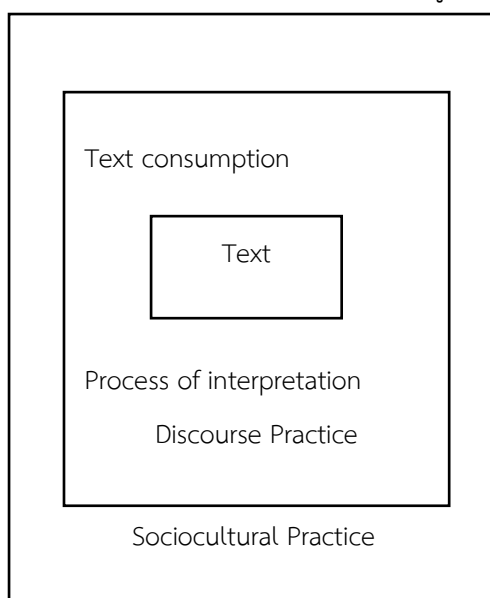 Text consumption
Text
Process of interpretation
Discourse Practice
Sociocultural Practice